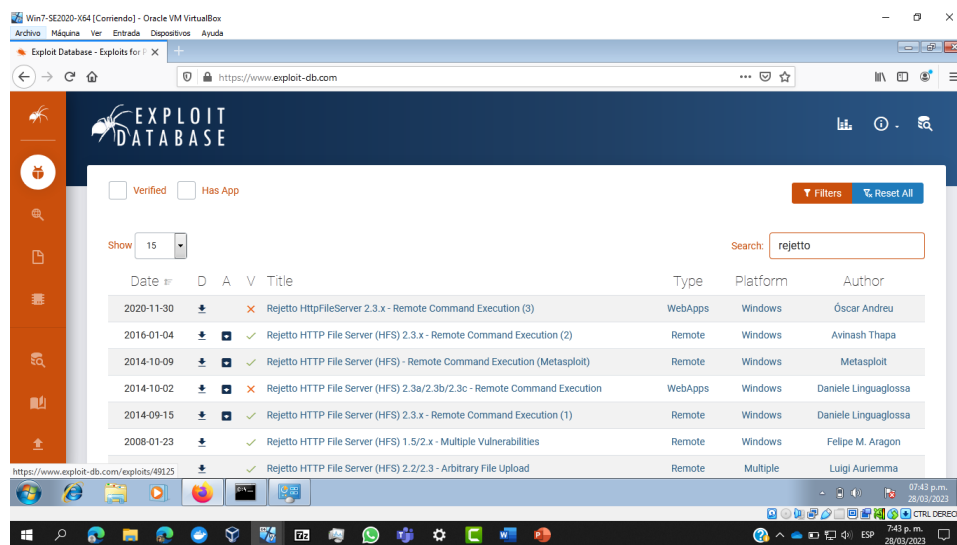 Win7-SE2020-X64 [Corriendo] - Oracle VM VirtualBox
Archivo Máquina Ver Entrada Dispositivos Ayuda
Exploit Database - Exploits for P
https://www.exploit-db.com
EXPLOIT
DATABASE
Verified Has App
Filters Reset All
Show 15 Search: rejetto
Date D A V Title Type Platform Author
2020-11-30 Rejetto HttpFileServer 2.3.x - Remote Command Execution (3) WebApps Windows Óscar Andreu
2016-01-04 Rejetto HTTP File Server (HFS) 2.3.x - Remote Command Execution (2) Remote Windows Avinash Thapa
2014-10-09 Rejetto HTTP File Server (HFS) - Remote Command Execution (Metasploit) Remote Windows Metasploit
2014-10-02 Rejetto HTTP File Server (HFS) 2.3a/2.3b/2.3c - Remote Command Execution WebApps Windows Daniele Linguaglossa
2014-09-15 Rejetto HTTP File Server (HFS) 2.3.x - Remote Command Execution (1) Remote Windows Daniele Linguaglossa
2008-01-23 Rejetto HTTP File Server (HFS) 1.5/2.x - Multiple Vulnerabilities Remote Windows Felipe M. Aragon
Rejetto HTTP File Server (HFS) 2.2/2.3 - Arbitrary File Upload Remote Multiple Luigi Auriemma
https://www.exploit-db.com/exploits/49125
07:43 p.m.
28/03/2023
CTRL DEREC
ESP 7:43 p. m.
28/03/2023